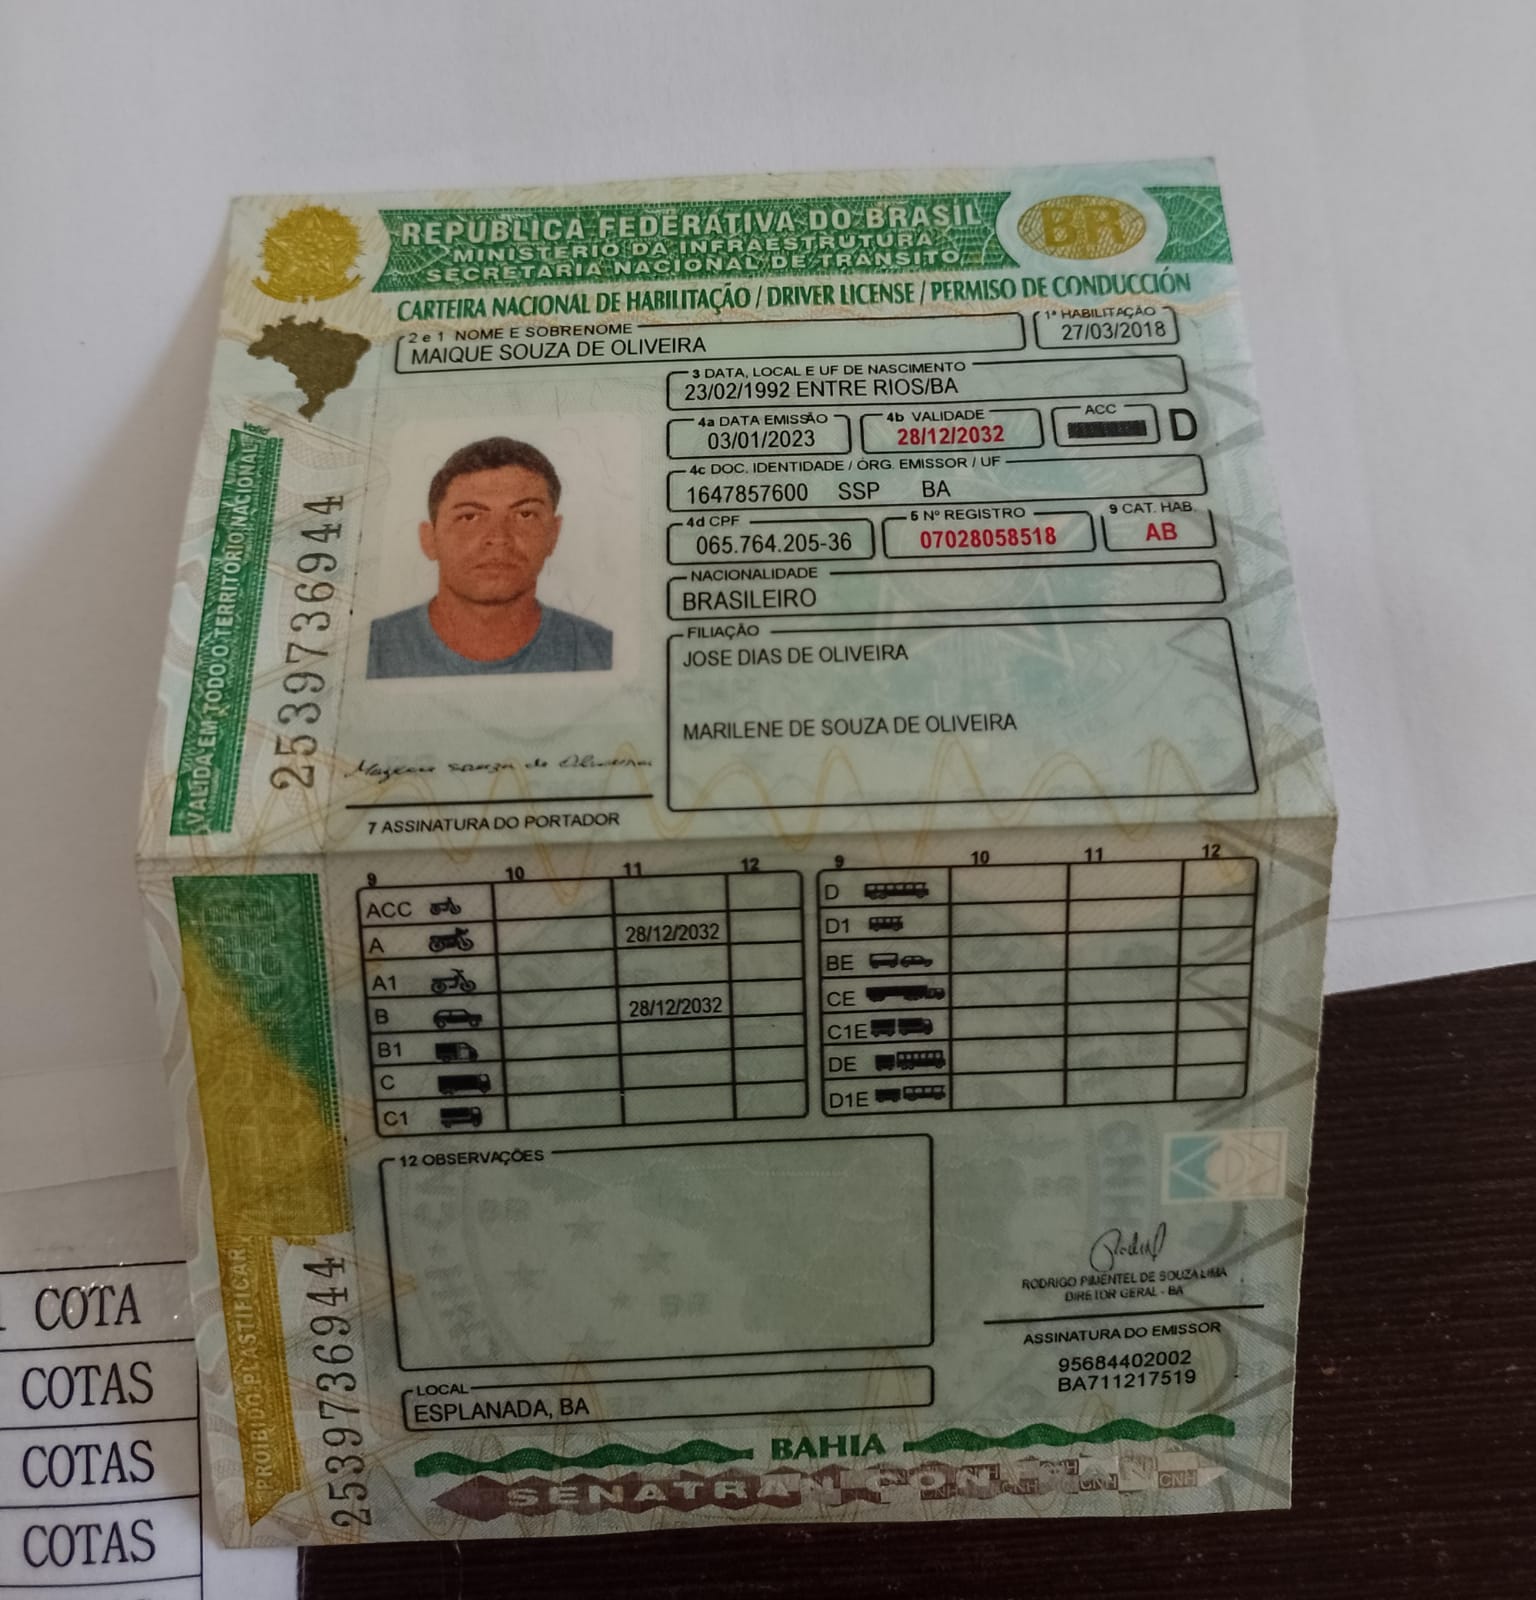 REPÚBLICA FEDERATIVA DO BRASIL
MINISTÉRIO DA INFRAESTRUTURA
SECRETARIA NACIONAL DE TRÂNSITO
BR
CARTEIRA NACIONAL DE HABILITAÇÃO / DRIVER LICENSE / PERMISO DE CONDUCCIÓN
2 e 1 NOME E SOBRENOME
MAIQUE SOUZA DE OLIVEIRA
1ª HABILITAÇÃO
27/03/2018
3 DATA, LOCAL E UF DE NASCIMENTO
23/02/1992 ENTRE RIOS/BA
4a DATA EMISSÃO
03/01/2023
4b VALIDADE
28/12/2032
ACC
D
4c DOC. IDENTIDADE / ÓRG. EMISSOR / UF
1647857600 SSP BA
4d CPF
065.764.205-36
5 Nº REGISTRO
07028058518
9 CAT. HAB.
AB
NACIONALIDADE
BRASILEIRO
FILIAÇÃO
JOSE DIAS DE OLIVEIRA
MARILENE DE SOUZA DE OLIVEIRA
VÁLIDA EM TODO O TERRITÓRIO NACIONAL
2539736944
7 ASSINATURA DO PORTADOR
9 10 11 12
ACC
A 28/12/2032
A1
B 28/12/2032
B1
C
C1
9 10 11 12
D
D1
BE
CE
C1E
DE
D1E
12 OBSERVAÇÕES
RODRIGO PIMENTEL DE SOUZA LIMA
DIRETOR GERAL - BA
ASSINATURA DO EMISSOR
95684402002
BA711217519
LOCAL
ESPLANADA, BA
PROIBIDO PLASTIFICAR
2539736944
BAHIA
SENATRAN CONTRAN
COTA
COTAS
COTAS
COTAS